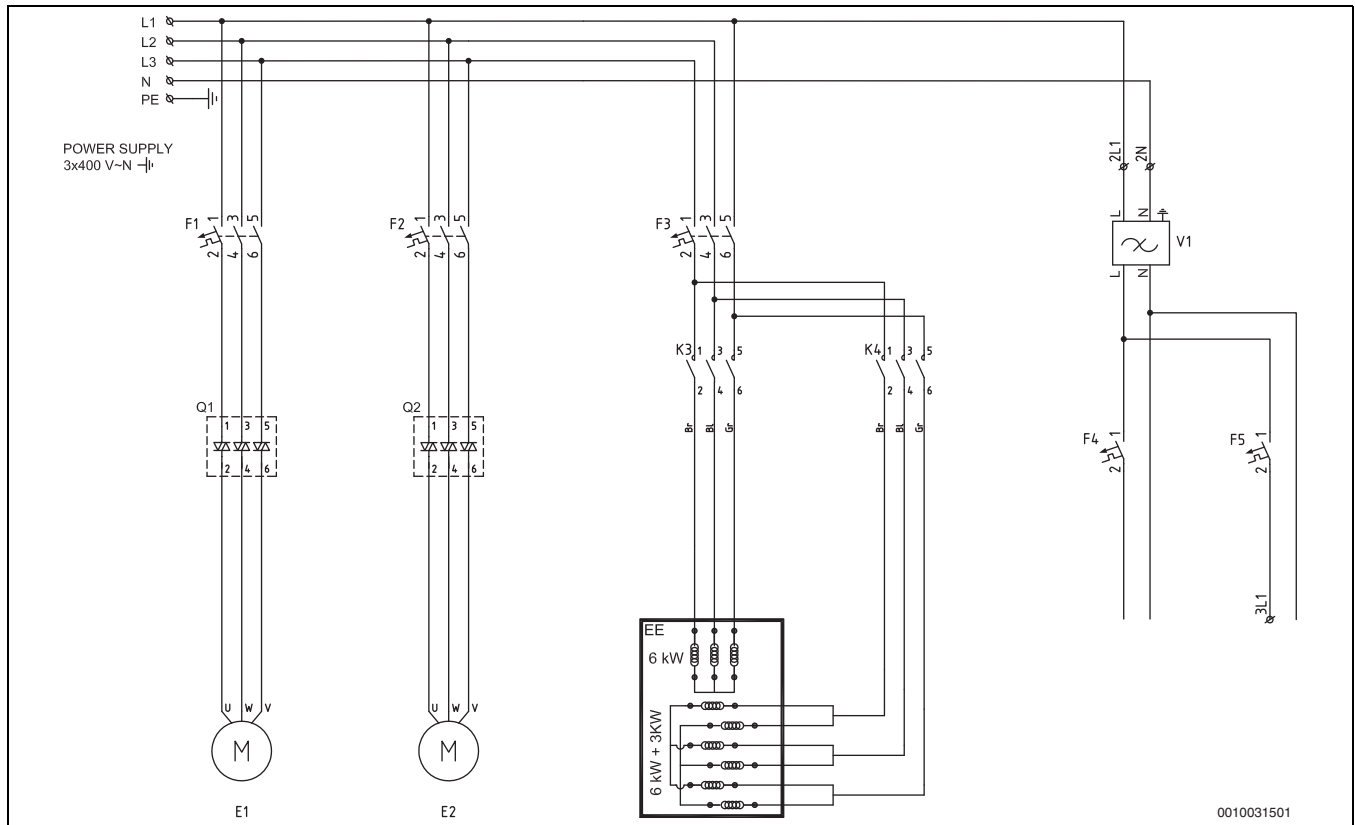 L1
L2
L3
N
PE
POWER SUPPLY
3x400 V~N
2L1 2N
F1 1 3 5
2 4 6
F2 1 3 5
2 4 6
F3 1 3 5
2 4 6
L N
V1
L N
K3 1 3 5
2 4 6
K4 1 3 5
2 4 6
Q1
1 3 5
2 4 6
Q2
1 3 5
2 4 6
Br Bl Gr
Br Bl Gr
F4 1
2
F5 1
2
3L1
EE
6 kW
6 kW + 3KW
U W V
M
E1
U W V
M
E2
0010031501